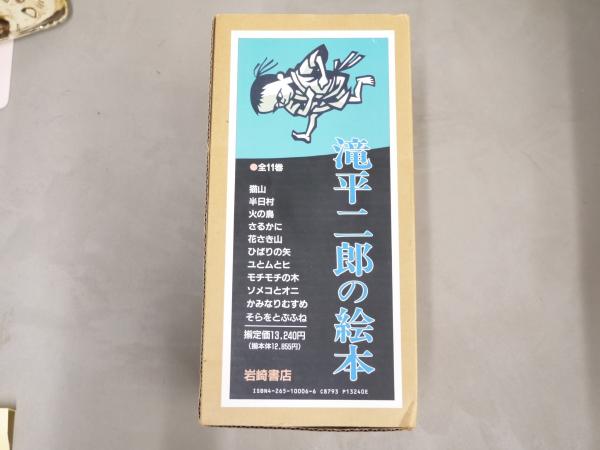 滝平二郎の絵本
●全11巻
猫山
半日村
火の鳥
さるかに
花さき山
ひばりの矢
ユとムとヒ
モチモチの木
ソメコとオニ
かみなりむすめ
そらをとぶふね
揃定価13,240円
(揃本体12,855円)
岩崎書店
ISBN4-265-10006-6 C8793 P13240E